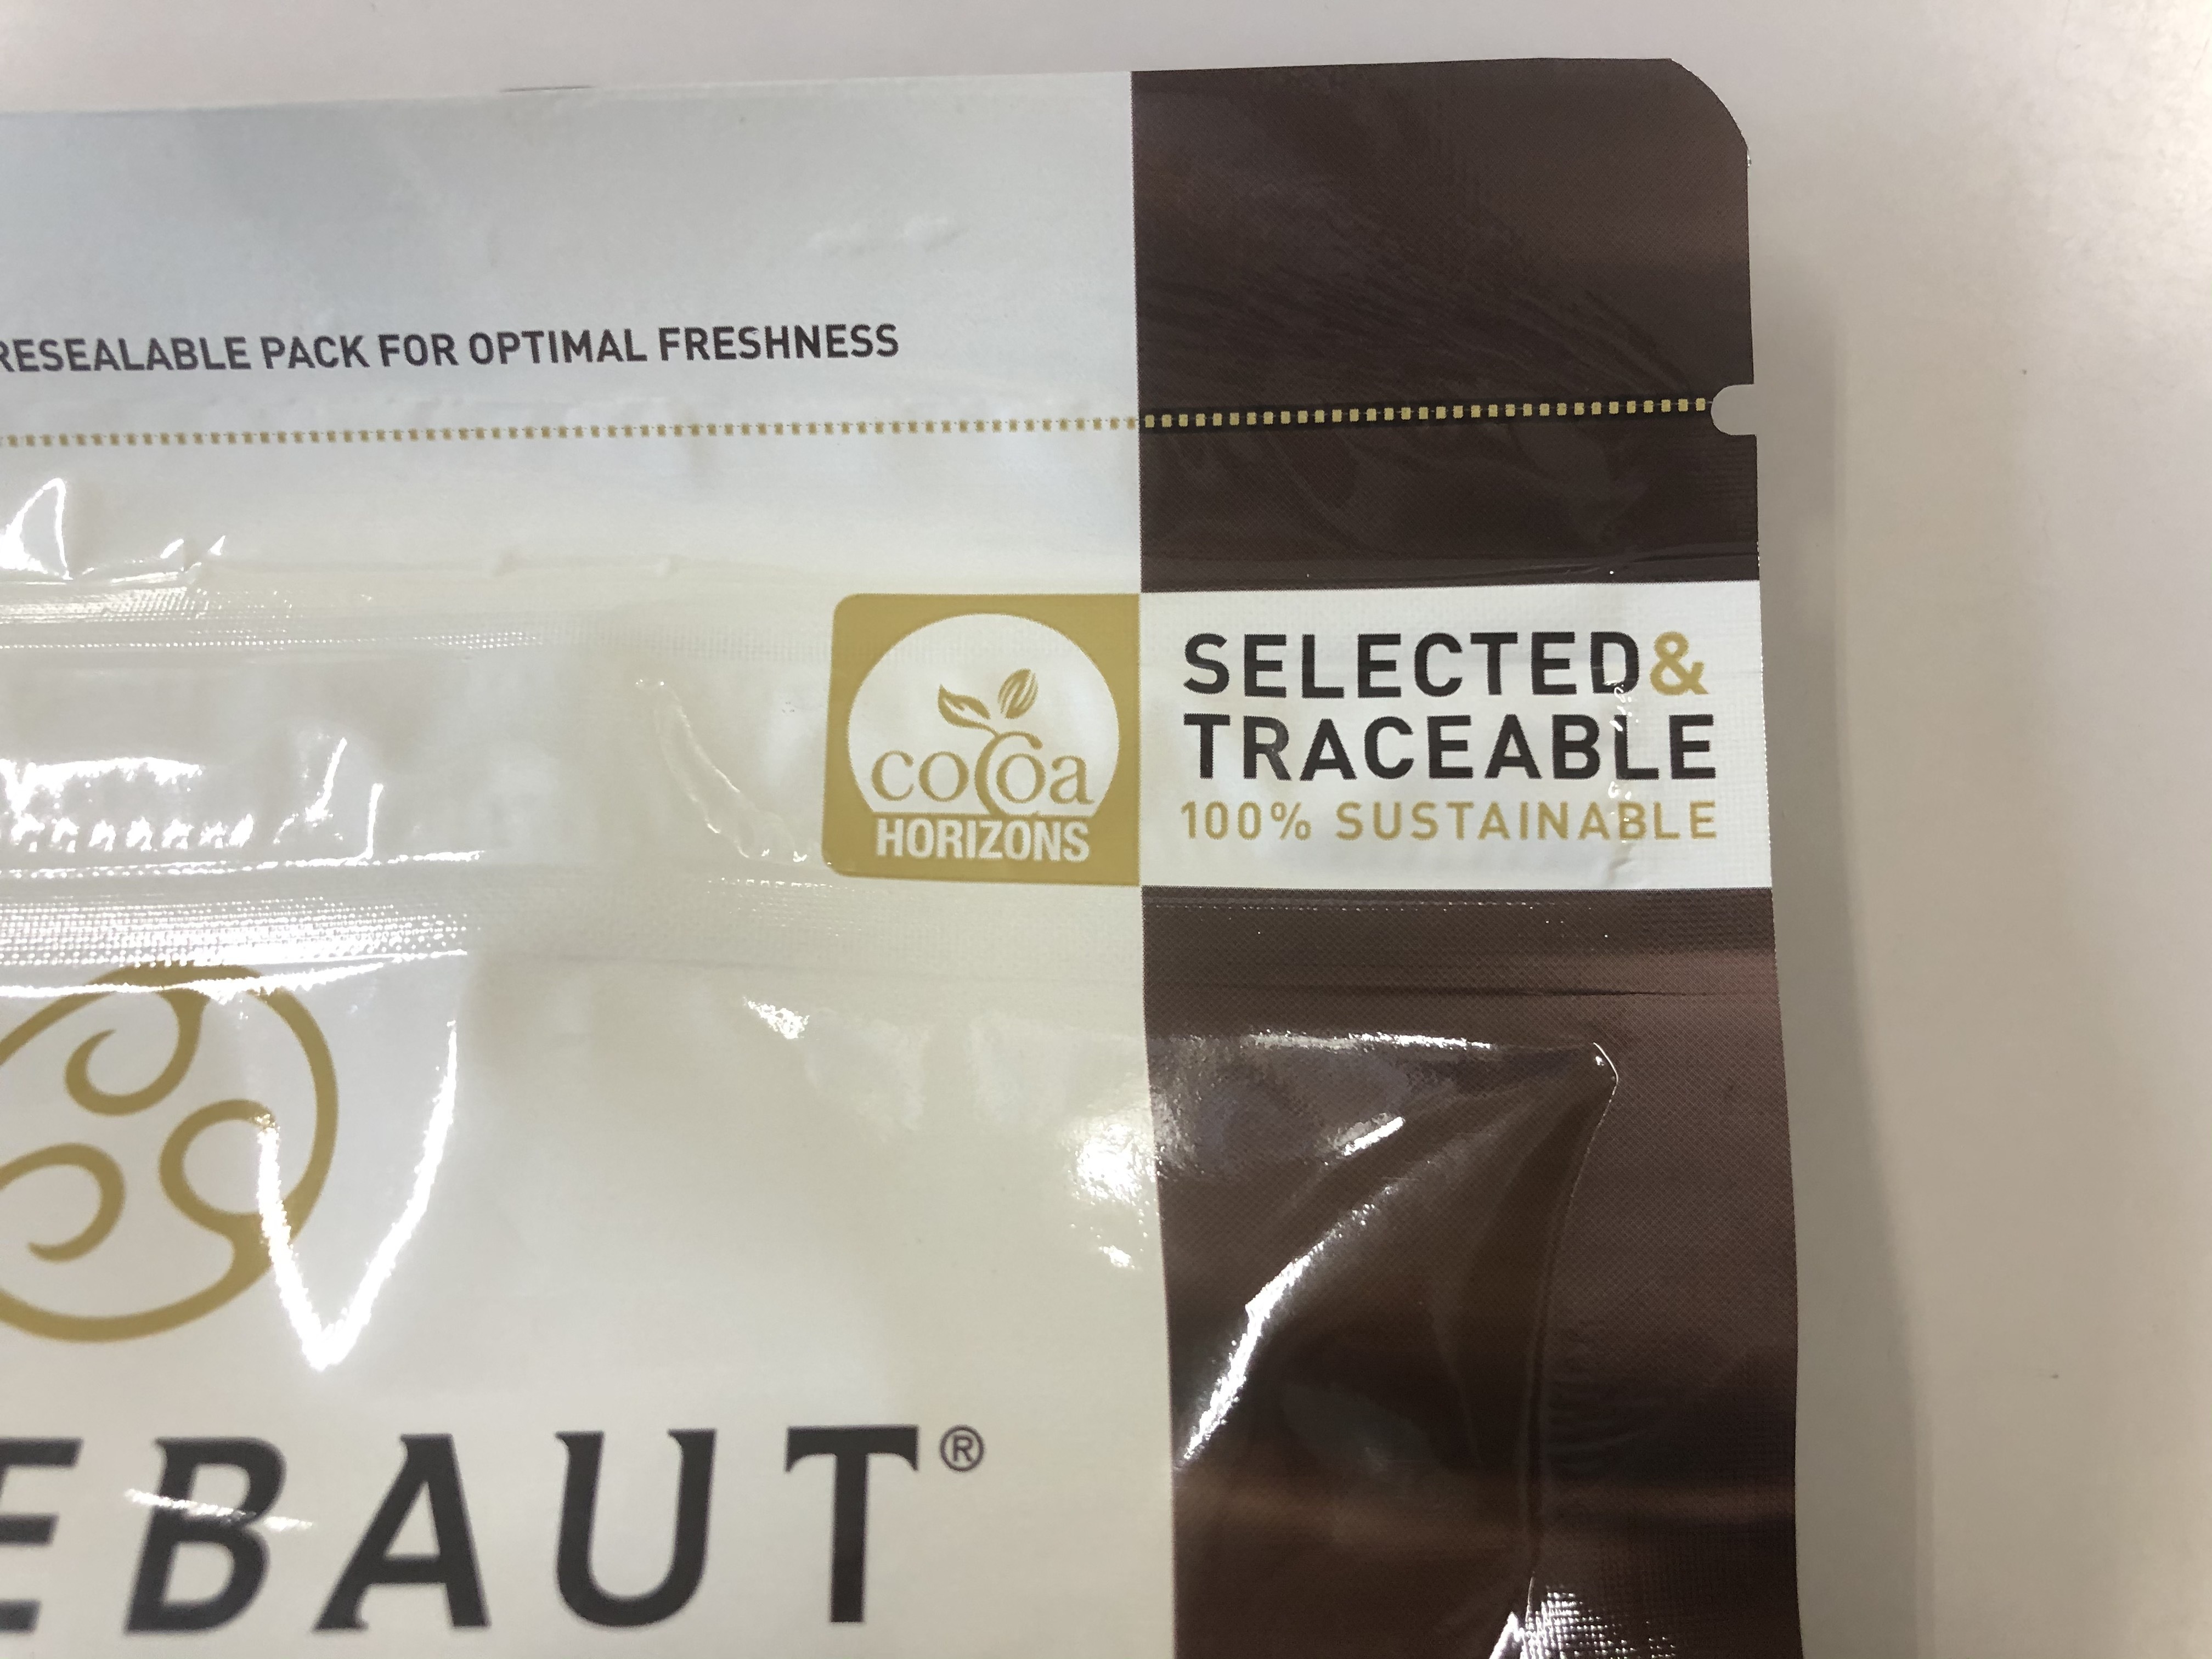 RESEALABLE PACK FOR OPTIMAL FRESHNESS
cocoa
HORIZONS
SELECTED&
TRACEABLE
100% SUSTAINABLE
EBAUT®